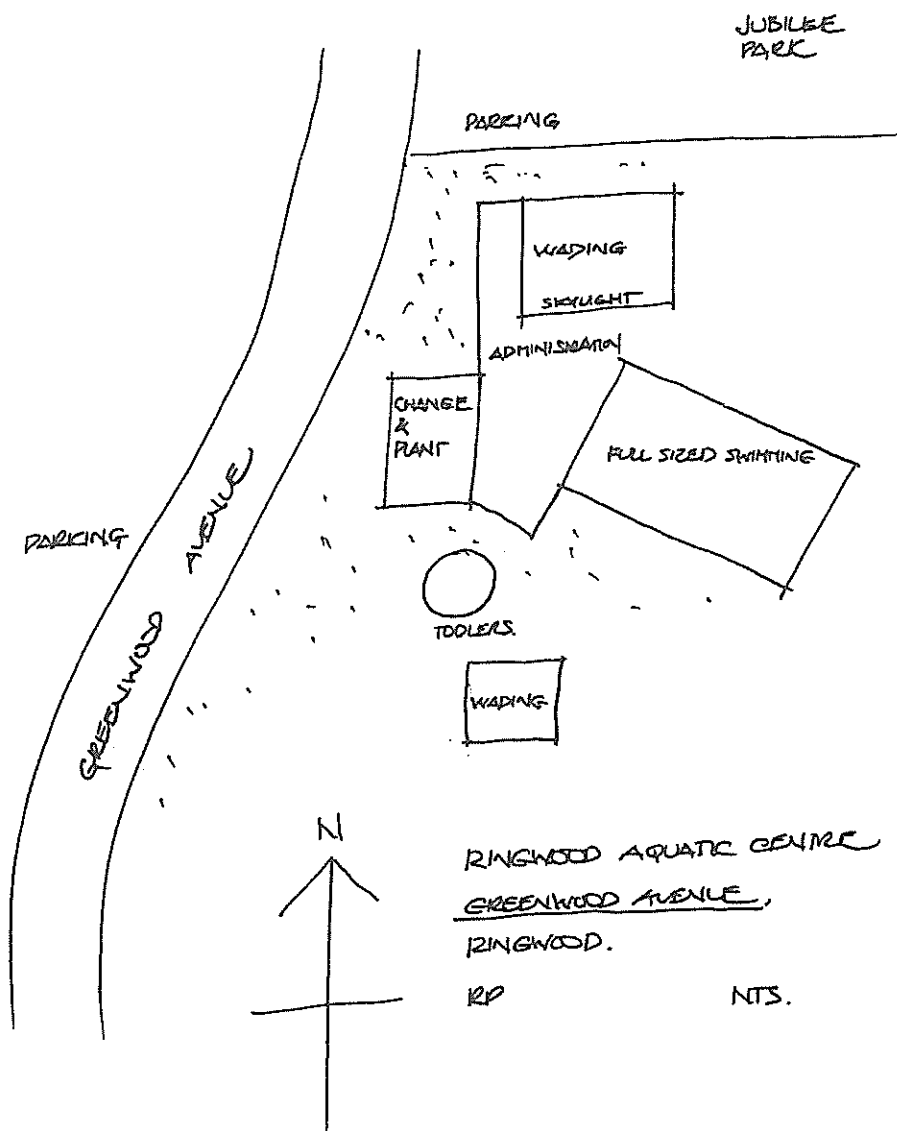 JUBILEE
PARK
PARKING
WADING
SKYLIGHT
ADMINISRATION
CHANGE
&
PLANT
FULL SIZED SWIMMING
PARKING
GREENWOOD AVENUE
TODLERS.
WADING
N
RINGWOOD AQUATIC CENTRE
GREENWOOD AVENUE,
RINGWOOD.
RP NTS.